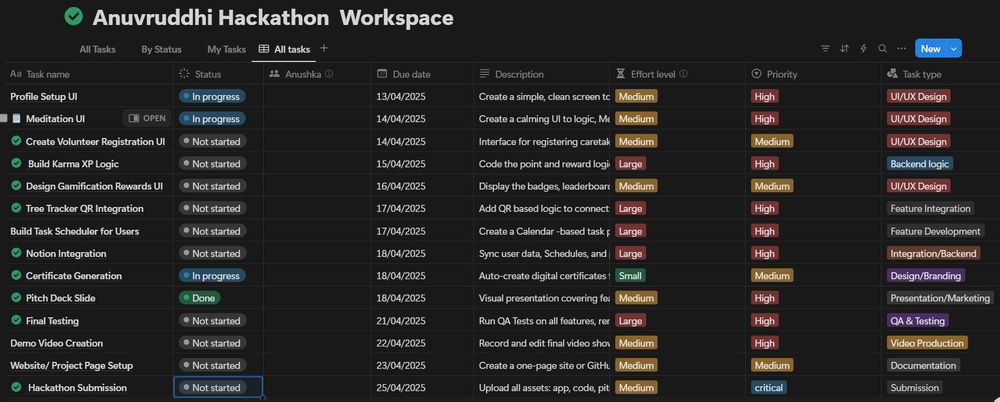 Anuvruddhi Hackathon Workspace
All Tasks By Status My Tasks All tasks + New
Aa Task name Status Anushka Due date Description Effort level Priority Task type
Profile Setup UI In progress 13/04/2025 Create a simple, clean screen to Medium High UI/UX Design
Meditation UI OPEN In progress 14/04/2025 Create a calming UI to logic, Me Medium High UI/UX Design
Create Volunteer Registration UI Not started 14/04/2025 Interface for registering caretak Medium Medium UI/UX Design
Build Karma XP Logic Not started 15/04/2025 Code the point and reward logi Large High Backend logic
Design Gamification Rewards UI Not started 16/04/2025 Display the badges, leaderboard Medium Medium UI/UX Design
Tree Tracker QR Integration Not started 17/04/2025 Add QR based logic to connect Large High Feature Integration
Build Task Scheduler for Users Not started 17/04/2025 Create a Calendar -based task p Large High Feature Development
Notion Integration Not started 18/04/2025 Sync user data, Schedules, and Large High Integration/Backend
Certificate Generation In progress 18/04/2025 Auto-create digital certificates Small Medium Design/Branding
Pitch Deck Slide Done 18/04/2025 Visual presentation covering fea Medium High Presentation/Marketing
Final Testing Not started 21/04/2025 Run QA Tests on all features, Large High QA & Testing
Demo Video Creation Not started 22/04/2025 Record and edit final video show Medium High Video Production
Website/ Project Page Setup Not started 23/04/2025 Create a one-page site or GitHu Medium Medium Documentation
Hackathon Submission Not started 25/04/2025 Upload all assets: app, code, pit Medium critical Submission